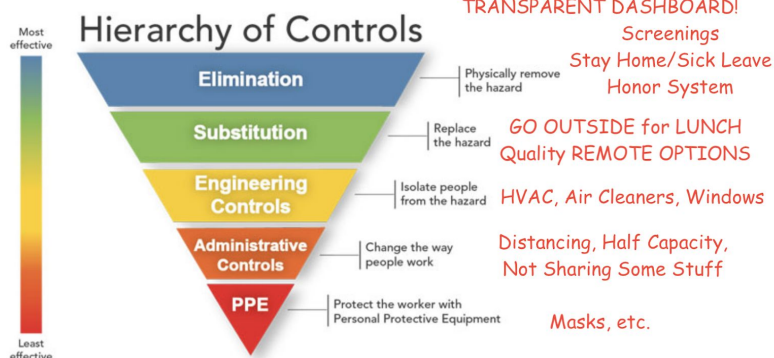 TRANSPARENT DASHBOARD!
Hierarchy of Controls
Most
effective
Screenings
Stay Home/Sick Leave
Honor System
Elimination
Physically remove
the hazard
Substitution
Replace
the hazard
GO OUTSIDE for LUNCH
Quality REMOTE OPTIONS
Engineering
Controls
Isolate people
from the hazard
HVAC, Air Cleaners, Windows
Administrative
Controls
Change the way
people work
Distancing, Half Capacity,
Not Sharing Some Stuff
PPE
Protect the worker with
Personal Protective Equipment
Masks, etc.
Least
effective